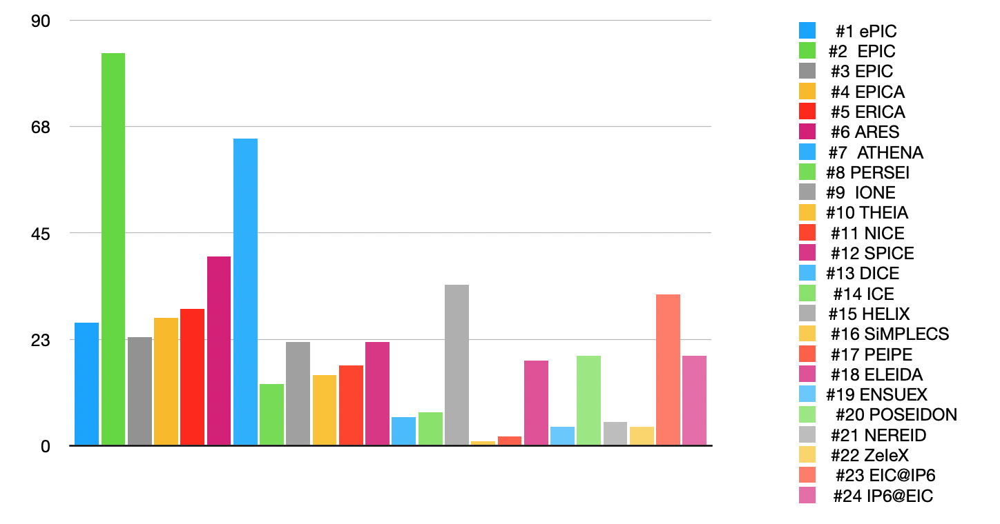 90
68
45
23
0
#1 ePIC
#2 EPIC
#3 EPIC
#4 EPICA
#5 ERICA
#6 ARES
#7 ATHENA
#8 PERSEI
#9 IONE
#10 THEIA
#11 NICE
#12 SPICE
#13 DICE
#14 ICE
#15 HELIX
#16 SiMPLECS
#17 PEIPE
#18 ELEIDA
#19 ENSUEX
#20 POSEIDON
#21 NEREID
#22 ZeleX
#23 EIC@IP6
#24 IP6@EIC